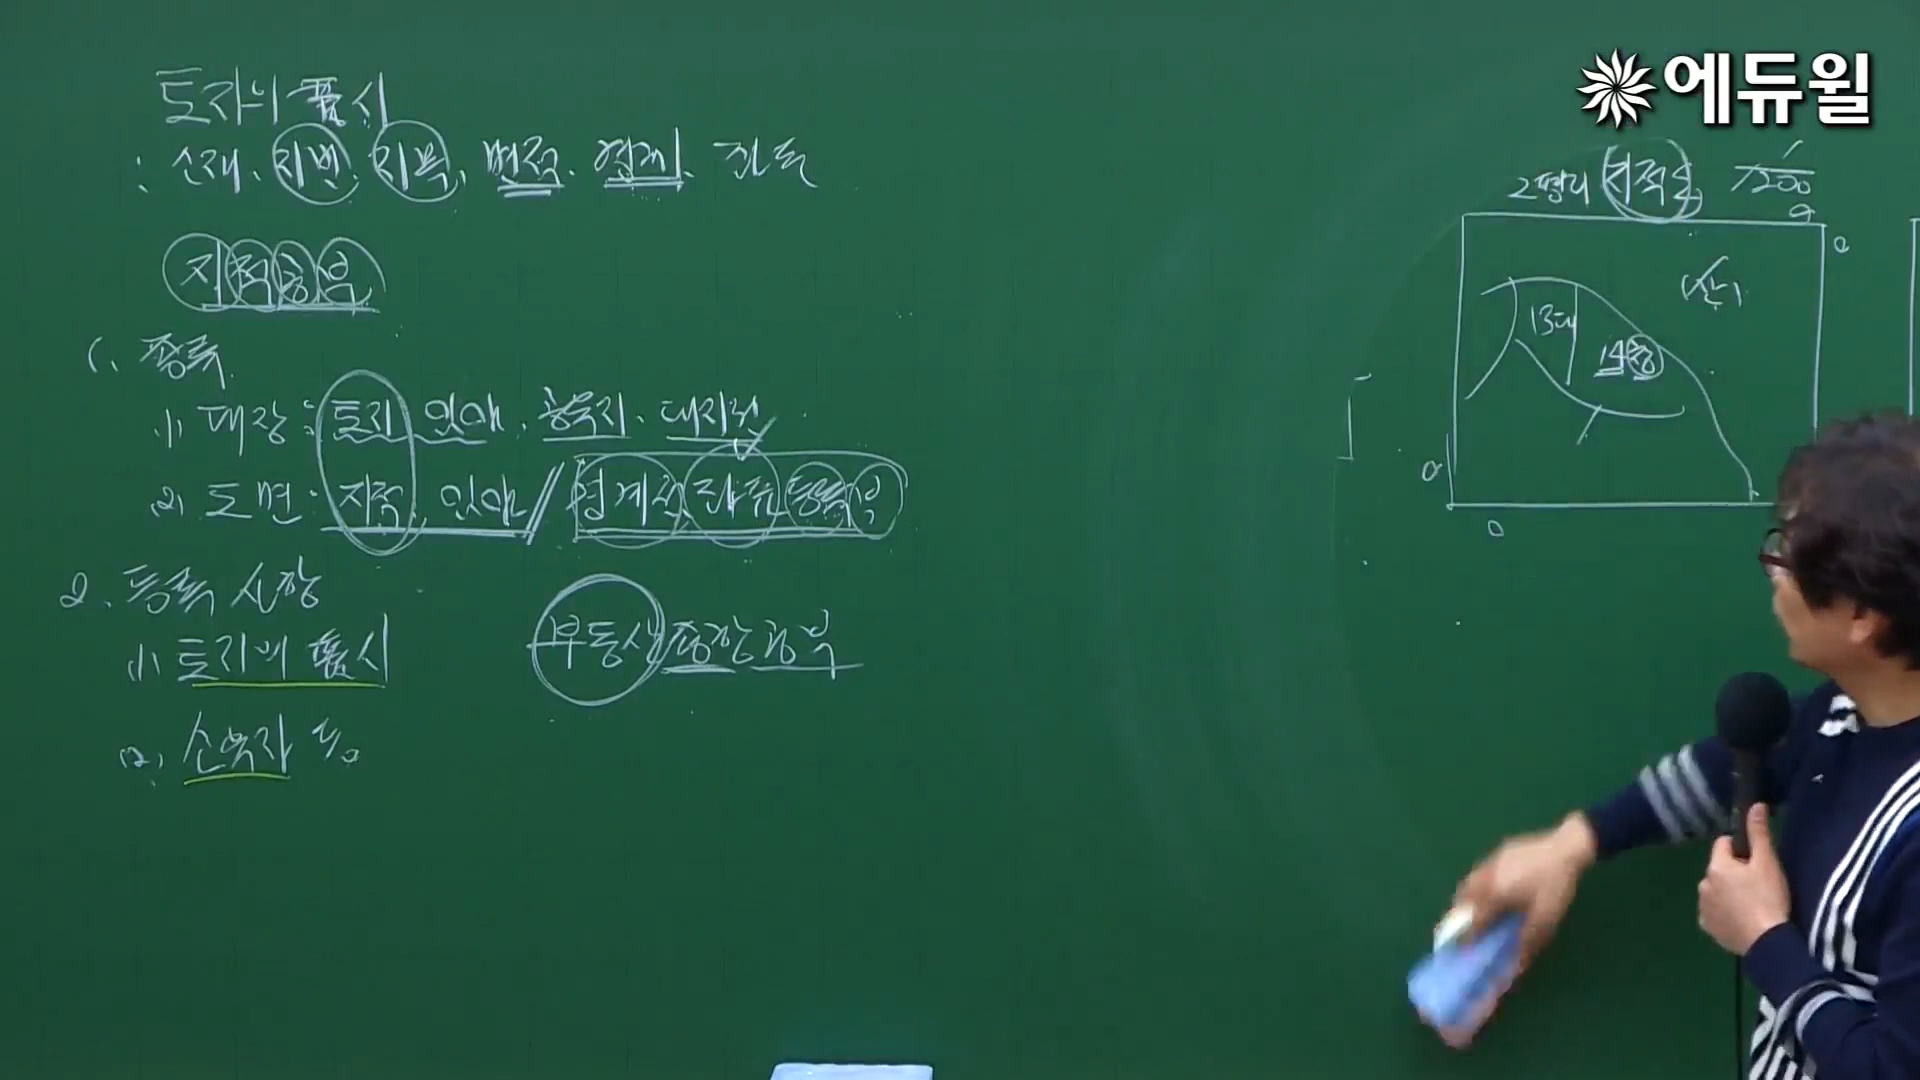 에듀윌
토지의 표시
: 소재, 지번, 지목, 면적, 경계, 좌표
지적공부
1. 종류
(1) 대장 : 토지 임야, 공유지, 대지권
(2) 도면 : 지적 임야 // 경계점 좌표 등록부
2. 등록사항
(1) 토지의 표시
(2) 소유자 등
부동산종합공부
지적도 1/1200
(산)
13대
14